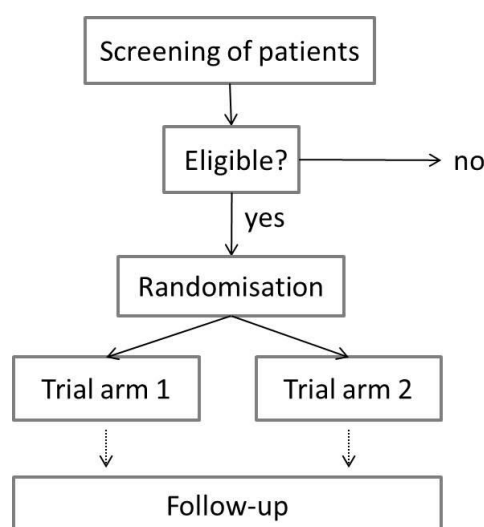 Screening of patients
Eligible?
no
yes
Randomisation
Trial arm 1
Trial arm 2
Follow-up